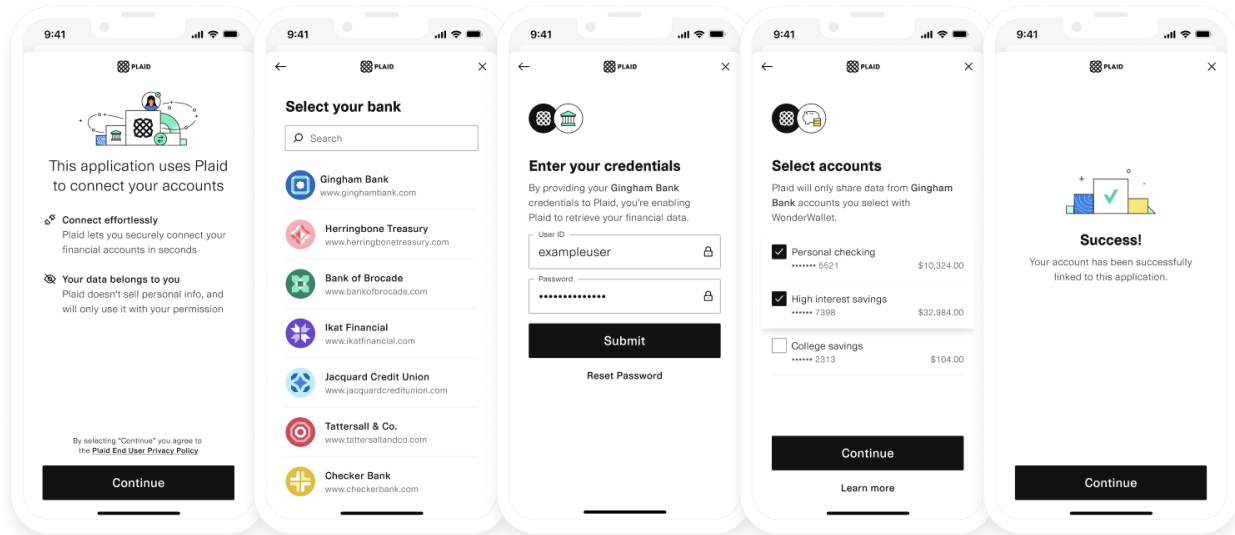 9:41
PLAID
This application uses Plaid
to connect your accounts
Connect effortlessly
Plaid lets you securely connect your
financial accounts in seconds
Your data belongs to you
Plaid doesn't sell personal info, and
will only use it with your permission
By selecting "Continue" you agree to
the Plaid End User Privacy Policy
Continue
9:41
PLAID
Select your bank
Search
Gingham Bank
www.ginghambank.com
Herringbone Treasury
www.herringbonetreasury.com
Bank of Brocade
www.bankofbrocade.com
Ikat Financial
www.ikatfinancial.com
Jacquard Credit Union
www.jacquardcreditunion.com
Tattersall & Co.
www.tattersallandco.com
Checker Bank
www.checkerbank.com
9:41
PLAID
Enter your credentials
By providing your Gingham Bank
credentials to Plaid, you're enabling
Plaid to retrieve your financial data.
User ID
exampleuser
Password
••••••••••••••
Submit
Reset Password
9:41
PLAID
Select accounts
Plaid will only share data from Gingham
Bank accounts you select with
WonderWallet.
Personal checking
•••••• 5521 $10,324.00
High interest savings
•••••• 7398 $32,984.00
College savings
•••••• 2313 $104.00
Continue
Learn more
9:41
PLAID
Success!
Your account has been successfully
linked to this application.
Continue